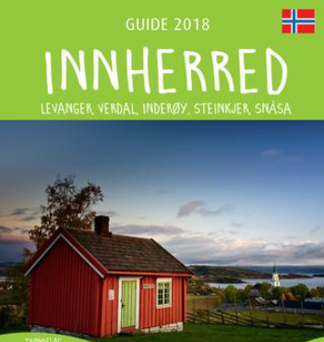 GUIDE 2018
INNHERRED
LEVANGER, VERDAL, INDERØY, STEINKJER, SNÅSA